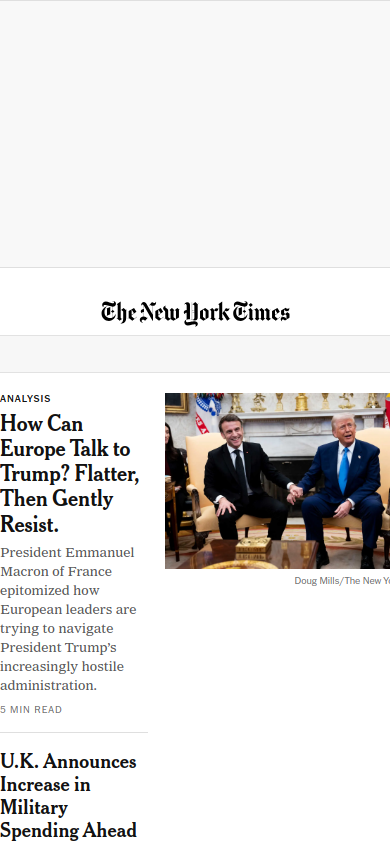 The New York Times
ANALYSIS
How Can
Europe Talk to
Trump? Flatter,
Then Gently
Resist.
President Emmanuel
Macron of France
epitomized how
European leaders are
trying to navigate
President Trump’s
increasingly hostile
administration.
5 MIN READ
Doug Mills/The New
U.K. Announces
Increase in
Military
Spending Ahead